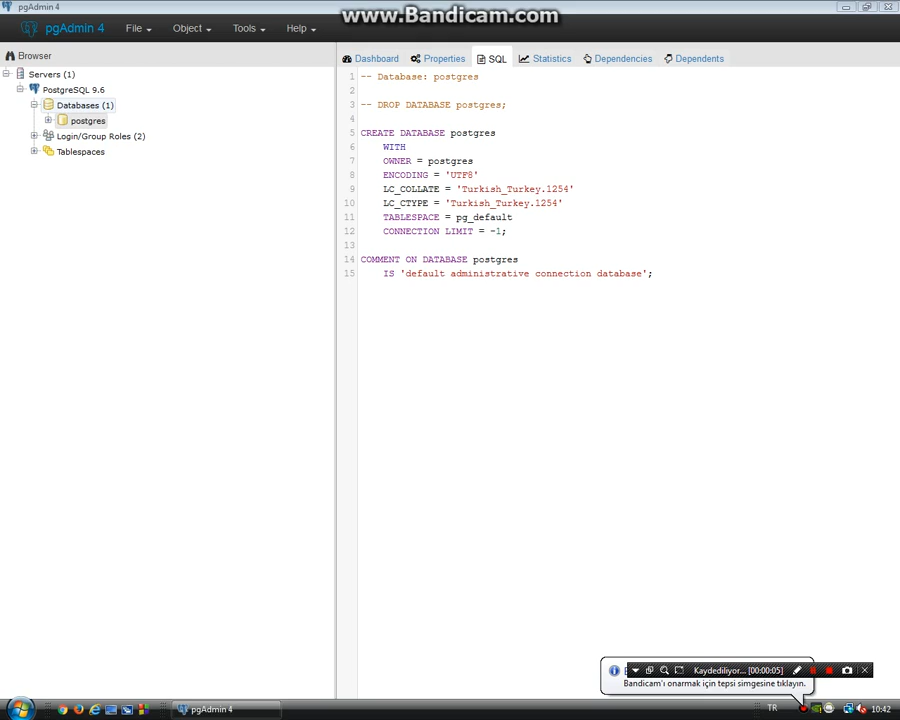 pgAdmin 4
www.Bandicam.com
pgAdmin 4 File Object Tools Help
Browser
Dashboard Properties SQL Statistics Dependencies Dependents
Servers (1)
PostgreSQL 9.6
Databases (1)
postgres
Login/Group Roles (2)
Tablespaces
1 -- Database: postgres
2
3 -- DROP DATABASE postgres;
4
5 CREATE DATABASE postgres
6 WITH
7 OWNER = postgres
8 ENCODING = 'UTF8'
9 LC_COLLATE = 'Turkish_Turkey.1254'
10 LC_CTYPE = 'Turkish_Turkey.1254'
11 TABLESPACE = pg_default
12 CONNECTION LIMIT = -1;
13
14 COMMENT ON DATABASE postgres
15 IS 'default administrative connection database';
Kaydediliyor... [00:00:05]
Bandicam'ı onarmak için tepsi simgesine tıklayın.
pgAdmin 4
TR
10:42